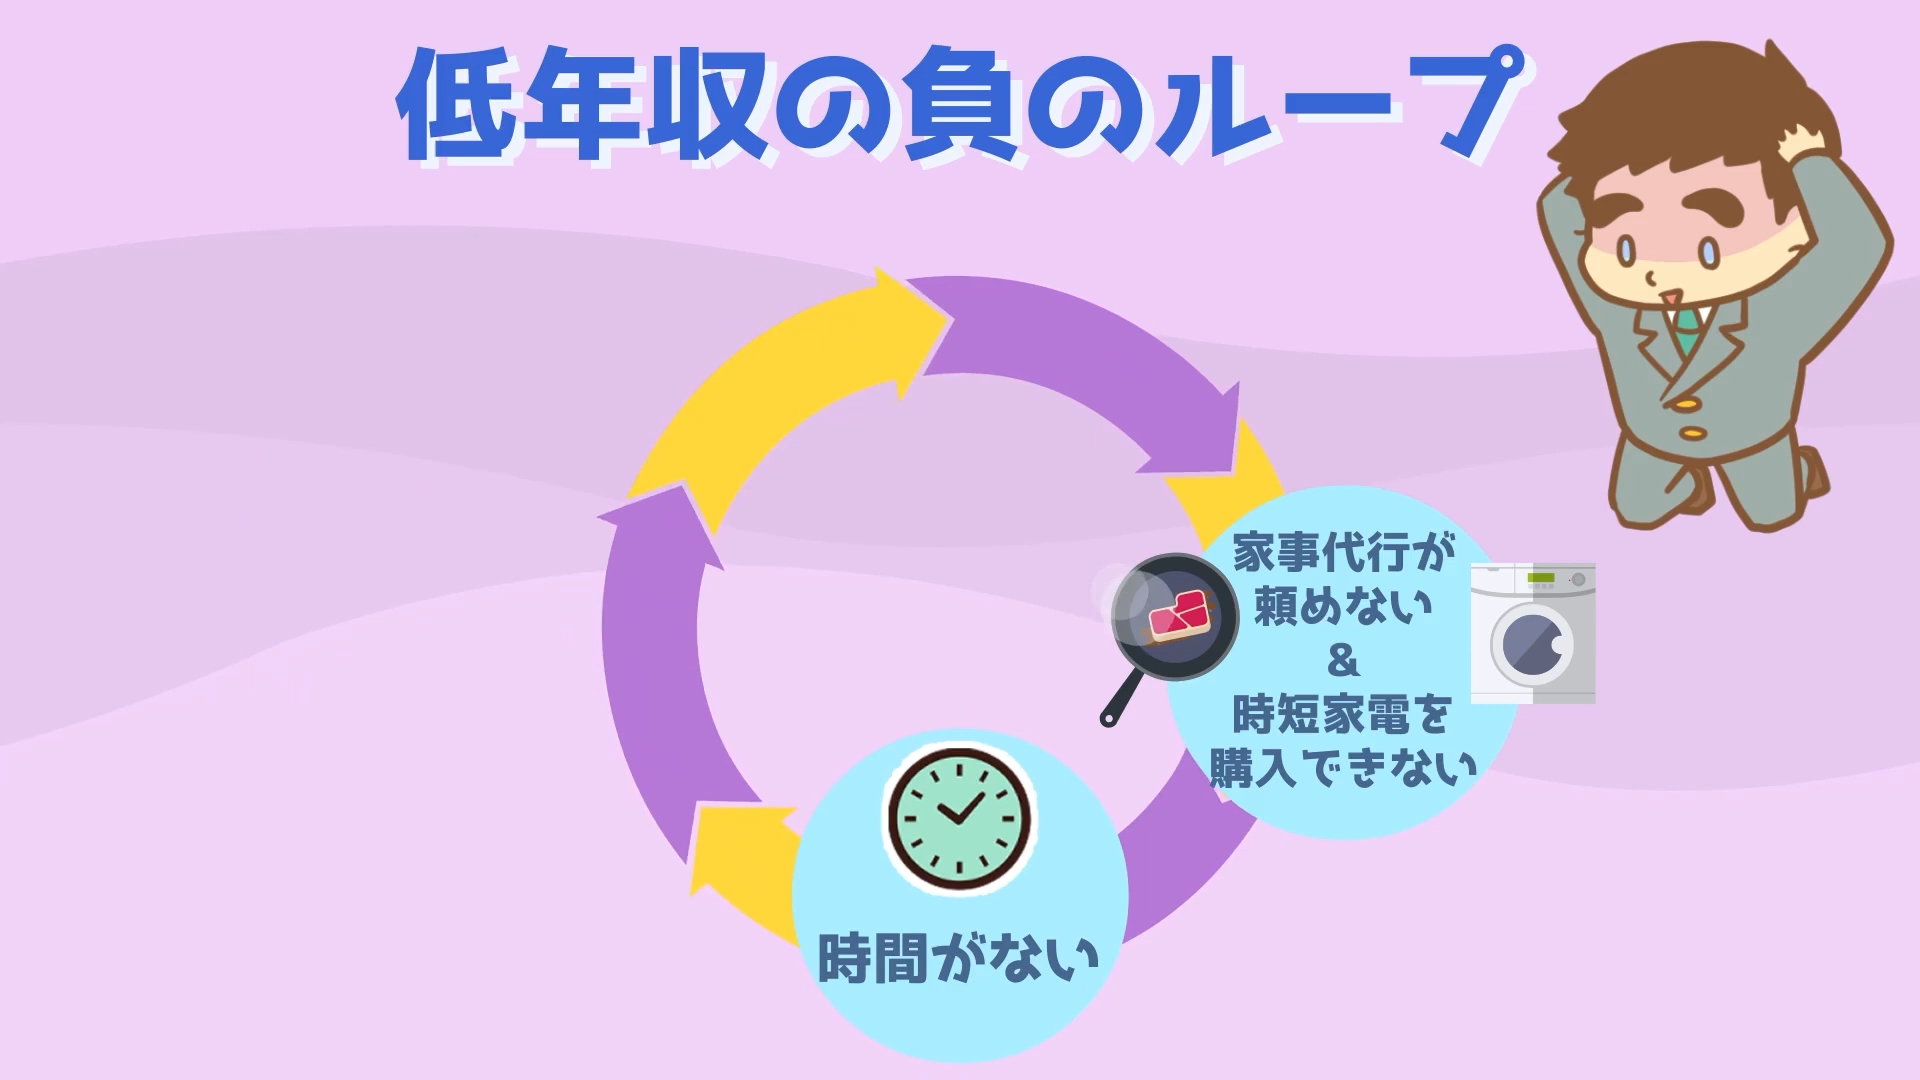 低年収の負のループ
家事代行が
頼めない
&
時短家電を
購入できない
時間がない